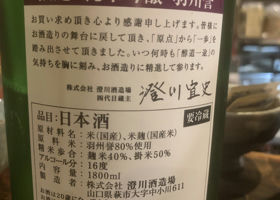 お買い求め頂き心より感謝申し上げます。皆様に
お酒造りの舞台に戻して頂き、「原点」から「一歩」を
踏み出させて頂きました。いつ何時も「醸造一量」の
気持ちを胸に刻み、お酒造りに精進して参ります。
株式会社 澄川酒造場
四代目蔵主
澄川宜史
要冷蔵
品目:日本酒
原材料名:米(国産)、米麹(国産米)
原料米:羽州誉80%使用
精米歩合:麹米40%、掛米50%
アルコール分:16度
内容量:1800ml
製造者:株式会社 澄川酒造場
山口県萩市大字中小川611